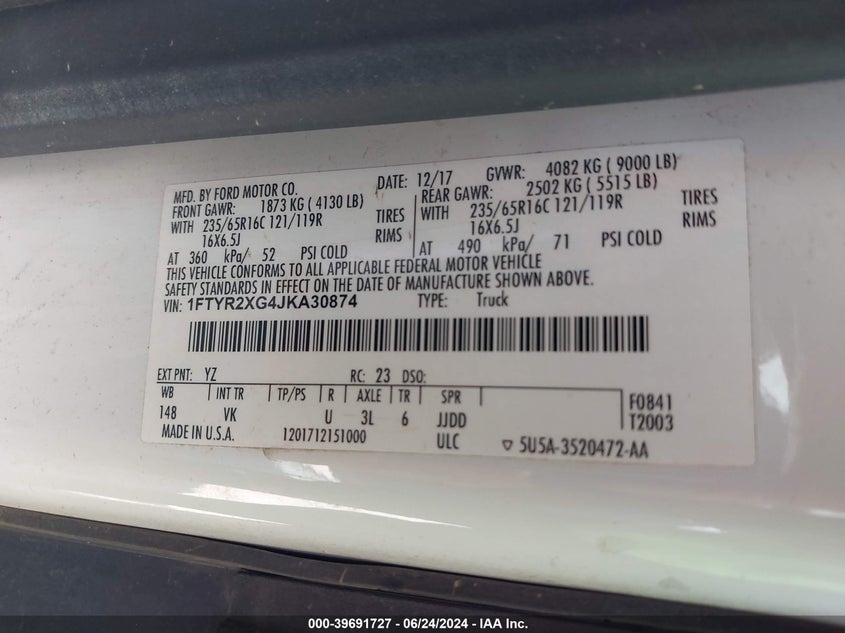 MFD. BY FORD MOTOR CO. DATE: 12/17 GVWR: 4082 KG ( 9000 LB)
FRONT GAWR: 1873 KG ( 4130 LB) REAR GAWR: 2502 KG ( 5515 LB)
WITH 235/65R16C 121/119R TIRES WITH 235/65R16C 121/119R TIRES
16X6.5J RIMS 16X6.5J RIMS
AT 360 kPa/ 52 PSI COLD AT 490 kPa/ 71 PSI COLD
THIS VEHICLE CONFORMS TO ALL APPLICABLE FEDERAL MOTOR VEHICLE
SAFETY STANDARDS IN EFFECT ON THE DATE OF MANUFACTURE SHOWN ABOVE.
VIN: 1FTYR2XG4JKA30874 TYPE: Truck
EXT PNT: YZ RC: 23 DSO:
WB INT TR TP/PS R AXLE TR SPR F0841
148 VK U 3L 6 JJDD T2003
MADE IN U.S.A. 1201712151000 ULC ▽ 5U5A-3520472-AA
000-39691727 - 06/24/2024 - IAA Inc.